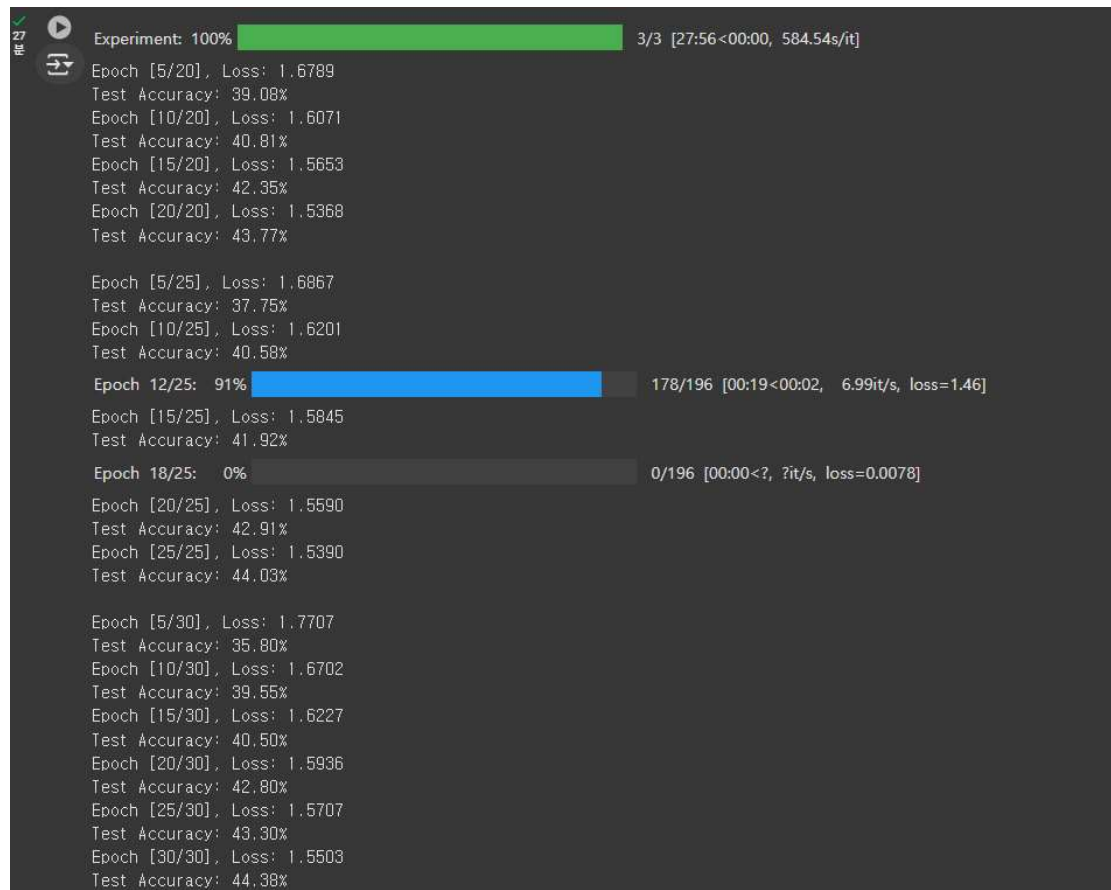 27
분
Experiment: 100% 3/3 [27:56<00:00, 584.54s/it]
Epoch [5/20], Loss: 1.6789
Test Accuracy: 39.08%
Epoch [10/20], Loss: 1.6071
Test Accuracy: 40.81%
Epoch [15/20], Loss: 1.5653
Test Accuracy: 42.35%
Epoch [20/20], Loss: 1.5368
Test Accuracy: 43.77%
Epoch [5/25], Loss: 1.6867
Test Accuracy: 37.75%
Epoch [10/25], Loss: 1.6201
Test Accuracy: 40.58%
Epoch 12/25: 91% 178/196 [00:19<00:02, 6.99it/s, loss=1.46]
Epoch [15/25], Loss: 1.5845
Test Accuracy: 41.92%
Epoch 18/25: 0% 0/196 [00:00<?, ?it/s, loss=0.0078]
Epoch [20/25], Loss: 1.5590
Test Accuracy: 42.91%
Epoch [25/25], Loss: 1.5390
Test Accuracy: 44.03%
Epoch [5/30], Loss: 1.7707
Test Accuracy: 35.80%
Epoch [10/30], Loss: 1.6702
Test Accuracy: 39.55%
Epoch [15/30], Loss: 1.6227
Test Accuracy: 40.50%
Epoch [20/30], Loss: 1.5936
Test Accuracy: 42.80%
Epoch [25/30], Loss: 1.5707
Test Accuracy: 43.30%
Epoch [30/30], Loss: 1.5503
Test Accuracy: 44.38%